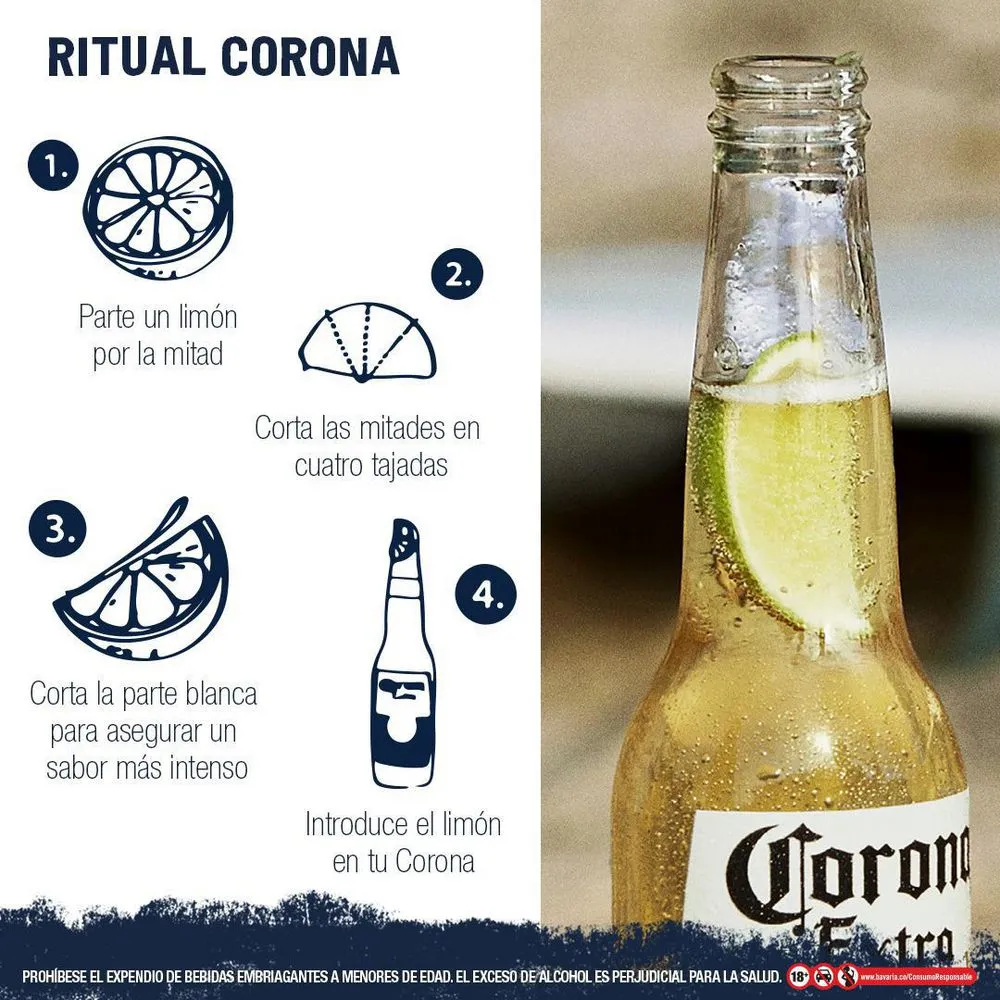 RITUAL CORONA
1.
Parte un limón
por la mitad
2.
Corta las mitades en
cuatro tajadas
3.
Corta la parte blanca
para asegurar un
sabor más intenso
4.
Introduce el limón
en tu Corona
Corona
Extra
PROHÍBESE EL EXPENDIO DE BEBIDAS EMBRIAGANTES A MENORES DE EDAD. EL EXCESO DE ALCOHOL ES PERJUDICIAL PARA LA SALUD. 18+ www.bavaria.co/ConsumoResponsable